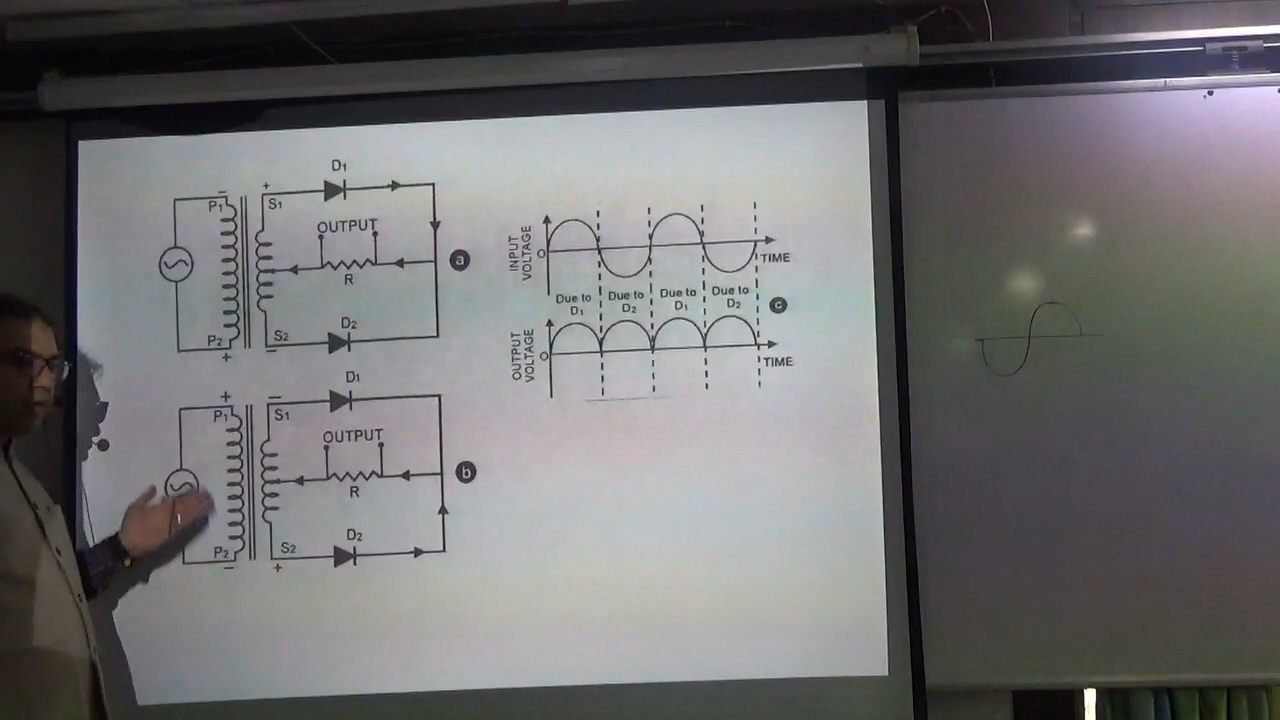 D1
P1
−
+
S1
OUTPUT
R
a
P2
+
S2
−
D2
D1
+
P1
−
S1
OUTPUT
R
b
P2
−
S2
+
D2
INPUT VOLTAGE
O
TIME
Due to D1
Due to D2
Due to D1
Due to D2
c
OUTPUT VOLTAGE
O
TIME